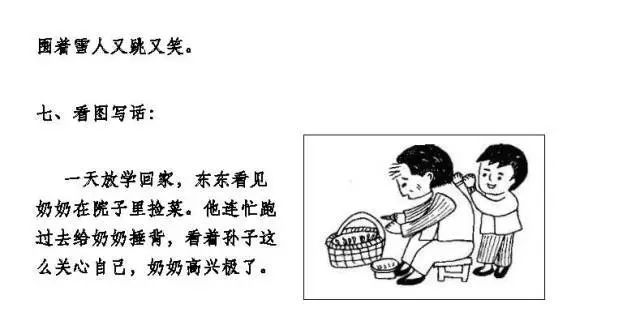 围着雪人又跳又笑。
七、看图写话：
一天放学回家，东东看见
奶奶在院子里捡菜。他连忙跑
过去给奶奶捶背，看着孙子这
么关心自己，奶奶高兴极了。